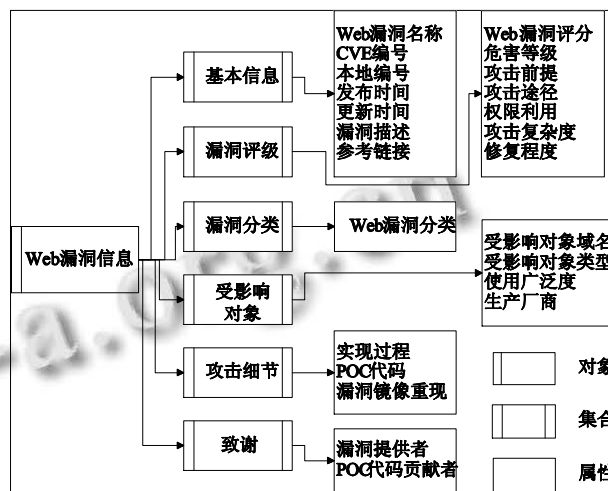 Web漏洞信息
基本信息
漏洞评级
漏洞分类
受影响
对象
攻击细节
致谢
Web漏洞名称
CVE编号
本地编号
发布时间
更新时间
漏洞描述
参考链接
Web漏洞评分
危害等级
攻击前提
攻击途径
权限利用
攻击复杂度
修复程度
Web漏洞分类
受影响对象域名
受影响对象类型
使用广泛度
生产厂商
实现过程
POC代码
漏洞镜像重现
漏洞提供者
POC代码贡献者
对象
集合
属性
a.org.cn